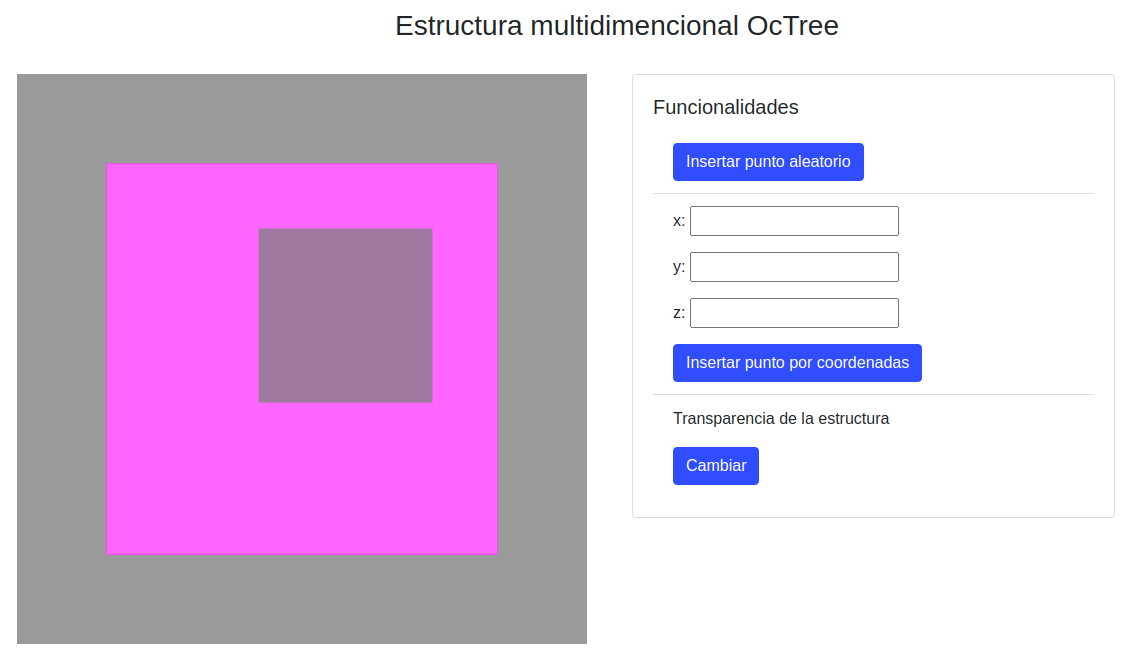 Estructura multidimencional OcTree
Funcionalidades
Insertar punto aleatorio
x:
y:
z:
Insertar punto por coordenadas
Transparencia de la estructura
Cambiar